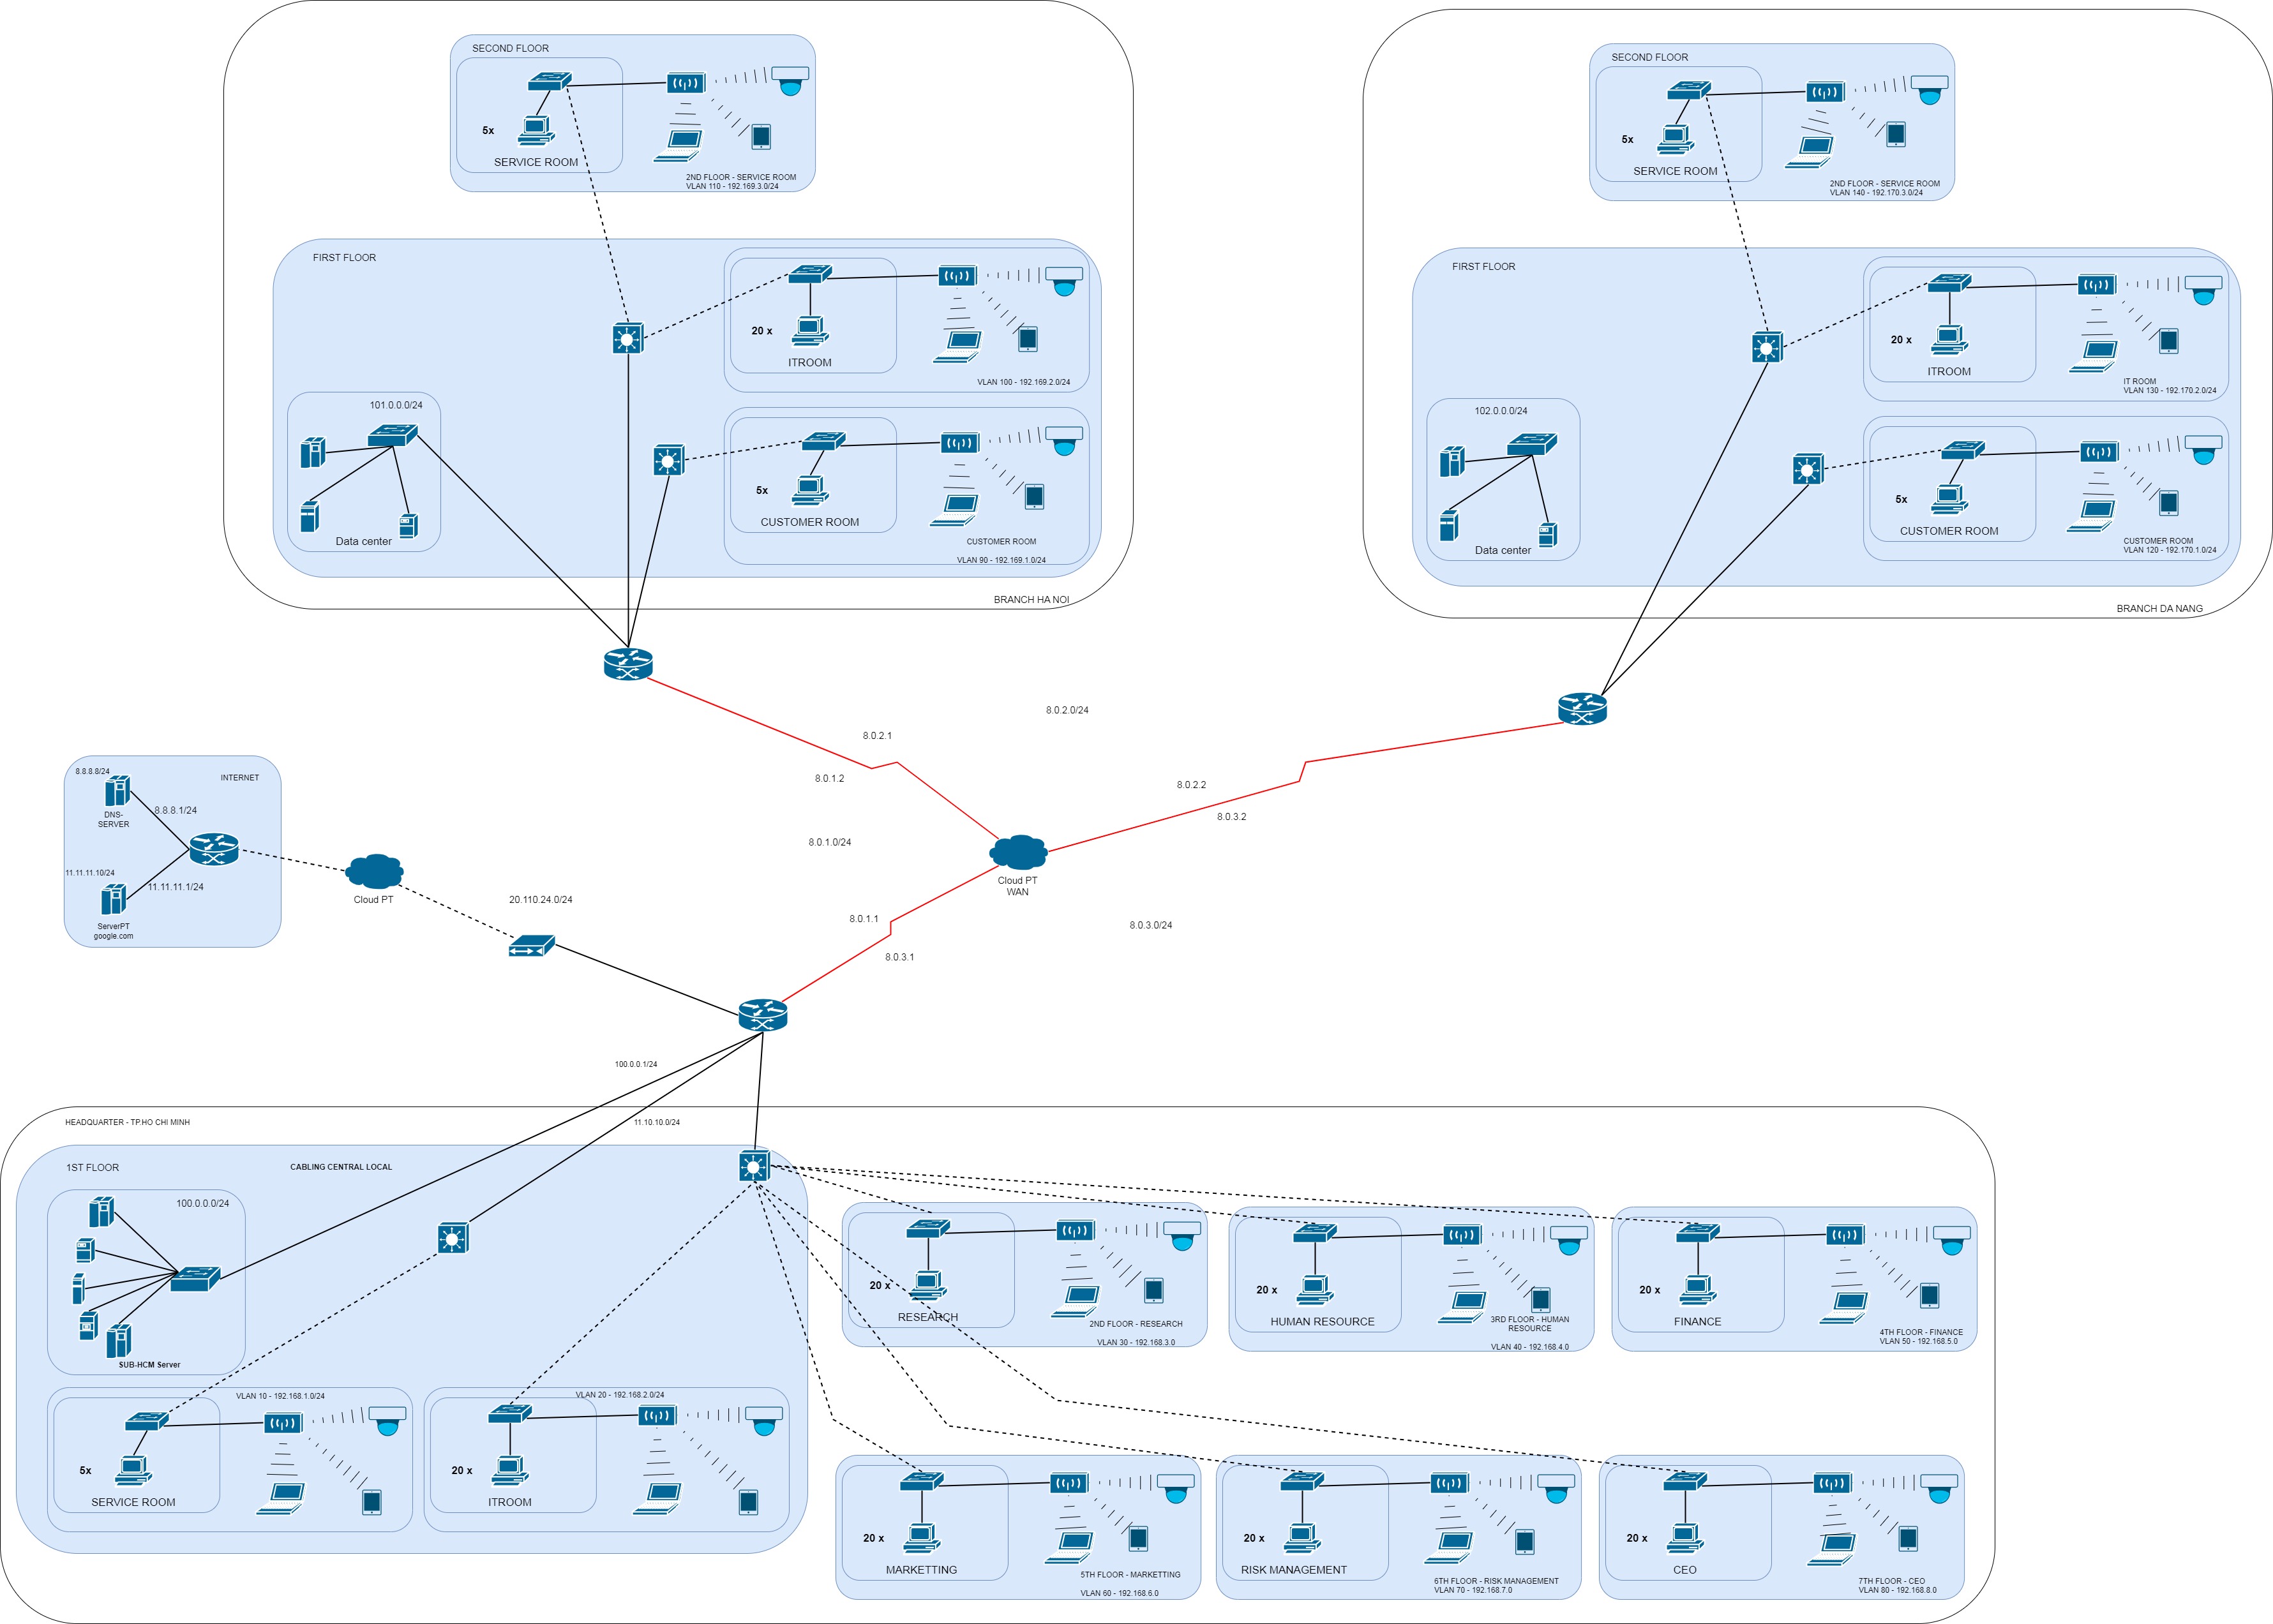 SECOND FLOOR
5x
SERVICE ROOM
2ND FLOOR - SERVICE ROOM
VLAN 110 - 192.169.3.0/24
FIRST FLOOR
20 x
ITROOM
VLAN 100 - 192.169.2.0/24
101.0.0.0/24
Data center
5x
CUSTOMER ROOM
CUSTOMER ROOM
VLAN 90 - 192.169.1.0/24
BRANCH HA NOI
SECOND FLOOR
5x
SERVICE ROOM
2ND FLOOR - SERVICE ROOM
VLAN 140 - 192.170.3.0/24
FIRST FLOOR
20 x
ITROOM
IT ROOM
VLAN 130 - 192.170.2.0/24
102.0.0.0/24
Data center
5x
CUSTOMER ROOM
CUSTOMER ROOM
VLAN 120 - 192.170.1.0/24
BRANCH DA NANG
8.0.2.0/24
8.0.2.1
8.0.1.2
8.0.2.2
8.0.3.2
8.0.1.0/24
Cloud PT
WAN
8.0.1.1
8.0.3.0/24
8.0.3.1
8.8.8.8/24
INTERNET
DNS-
SERVER
8.8.8.1/24
11.11.11.10/24
11.11.11.1/24
ServerPT
google.com
Cloud PT
20.110.24.0/24
100.0.0.1/24
11.10.10.0/24
HEADQUARTER - TP.HO CHI MINH
1ST FLOOR
CABLING CENTRAL LOCAL
100.0.0.0/24
SUB-HCM Server
VLAN 10 - 192.168.1.0/24
5x
SERVICE ROOM
VLAN 20 - 192.168.2.0/24
20 x
ITROOM
20 x
RESEARCH
2ND FLOOR - RESEARCH
VLAN 30 - 192.168.3.0
20 x
HUMAN RESOURCE
3RD FLOOR - HUMAN
RESOURCE
VLAN 40 - 192.168.4.0
20 x
FINANCE
4TH FLOOR - FINANCE
VLAN 50 - 192.168.5.0
20 x
MARKETTING
5TH FLOOR - MARKETTING
VLAN 60 - 192.168.6.0
20 x
RISK MANAGEMENT
6TH FLOOR - RISK MANAGEMENT
VLAN 70 - 192.168.7.0
20 x
CEO
7TH FLOOR - CEO
VLAN 80 - 192.168.8.0